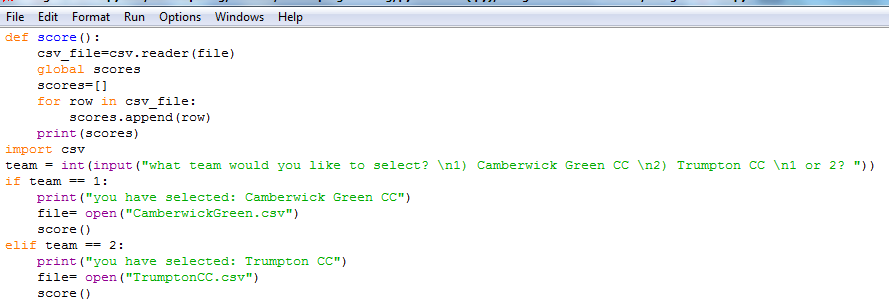 File Edit Format Run Options Windows Help
def score():
    csv_file=csv.reader(file)
    global scores
    scores=[]
    for row in csv_file:
        scores.append(row)
    print(scores)
import csv
team = int(input("what team would you like to select? \n1) Camberwick Green CC \n2) Trumpton CC \n1 or 2? "))
if team == 1:
    print("you have selected: Camberwick Green CC")
    file= open("CamberwickGreen.csv")
    score()
elif team == 2:
    print("you have selected: Trumpton CC")
    file= open("TrumptonCC.csv")
    score()